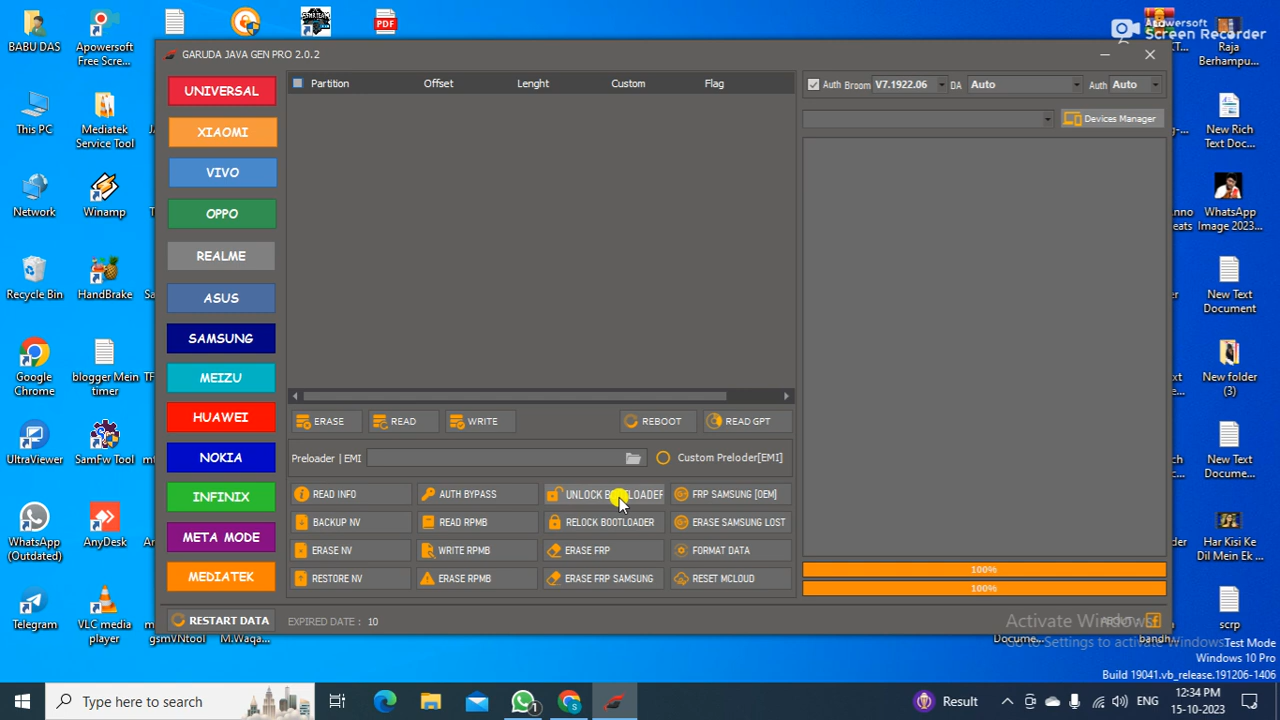 BABU DAS
Apowersoft
Free Scre...
PDF
Apowersoft
Screen Recorder
Raja
Berhampu...
GARUDA JAVA GEN PRO 2.0.2
UNIVERSAL
XIAOMI
VIVO
OPPO
REALME
ASUS
SAMSUNG
MEIZU
HUAWEI
NOKIA
INFINIX
META MODE
MEDIATEK
RESTART DATA
Partition Offset Lenght Custom Flag
Auth Broom V7.1922.06 DA Auto Auth Auto
Devices Manager
ERASE READ WRITE REBOOT READ GPT
Preloader | EMI Custom Preloder[EMI]
READ INFO AUTH BYPASS UNLOCK BOOTLOADER FRP SAMSUNG [OEM]
BACKUP NV READ RPMB RELOCK BOOTLOADER ERASE SAMSUNG LOST
ERASE NV WRITE RPMB ERASE FRP FORMAT DATA
RESTORE NV ERASE RPMB ERASE FRP SAMSUNG RESET MCLOUD
100%
100%
EXPIRED DATE : 10
ABOUT
This PC
Mediatek
Service Tool
Network
Winamp
Recycle Bin
HandBrake
Google
Chrome
blogger Mein
timer
UltraViewer
SamFw Tool
WhatsApp
(Outdated)
AnyDesk
Telegram
VLC media
player
gsmVNtool
M.Waqa...
New Rich
Text Doc...
WhatsApp
Image 2023...
New Text
Document
New folder
(3)
New Text
Document...
Har Kisi Ke
Dil Mein Ek ...
scrp
Activate Windows
Go to Settings to activate Windows.
Test Mode
Windows 10 Pro
Build 19041.vb_release.191206-1406
Type here to search
1
Result
ENG
12:34 PM
15-10-2023